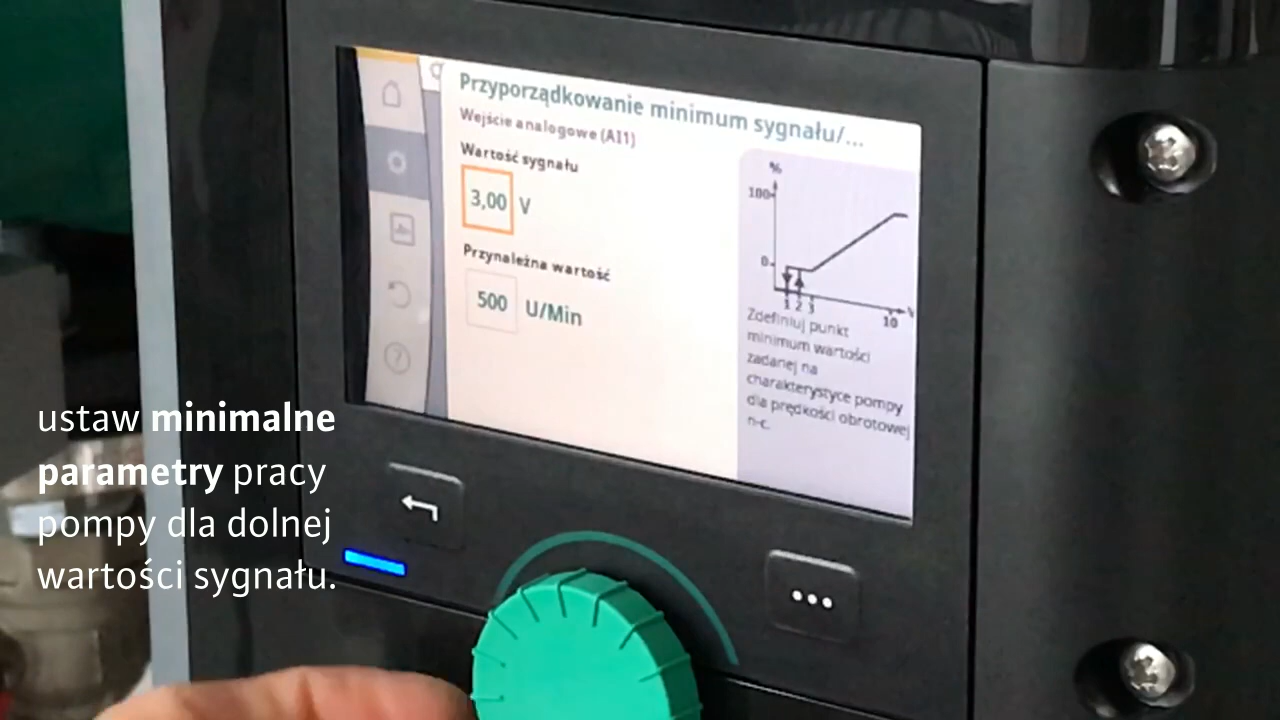 Przyporządkowanie minimum sygnału/...
Wejście analogowe (AI1)
Wartość sygnału
3,00 V
Przynależna wartość
500 U/Min
%
100
0
1 2 3
10
Zdefiniuj punkt
minimum wartości
zadanej na
charakterystyce pompy
dla prędkości obrotowej
n-c.
ustaw minimalne
parametry pracy
pompy dla dolnej
wartości sygnału.